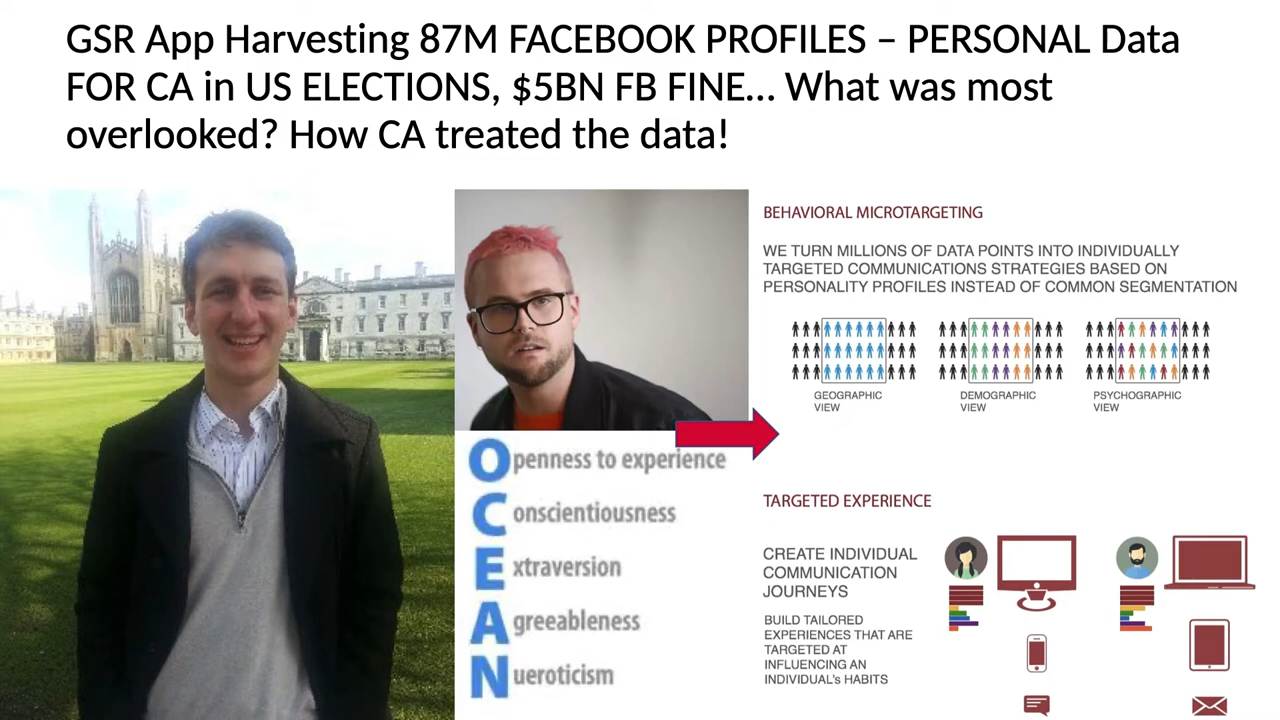 GSR App Harvesting 87M FACEBOOK PROFILES – PERSONAL Data
FOR CA in US ELECTIONS, $5BN FB FINE... What was most
overlooked? How CA treated the data!
Openness to experience
Conscientiousness
Extraversion
Agreeableness
Nueroticism
BEHAVIORAL MICROTARGETING
WE TURN MILLIONS OF DATA POINTS INTO INDIVIDUALLY
TARGETED COMMUNICATIONS STRATEGIES BASED ON
PERSONALITY PROFILES INSTEAD OF COMMON SEGMENTATION
GEOGRAPHIC
VIEW
DEMOGRAPHIC
VIEW
PSYCHOGRAPHIC
VIEW
TARGETED EXPERIENCE
CREATE INDIVIDUAL
COMMUNICATION
JOURNEYS
BUILD TAILORED
EXPERIENCES THAT ARE
TARGETED AT
INFLUENCING AN
INDIVIDUAL's HABITS